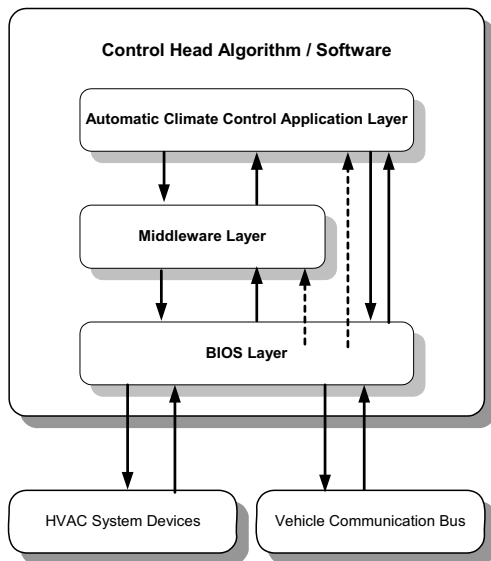 Control Head Algorithm / Software
Automatic Climate Control Application Layer
Middleware Layer
BIOS Layer
HVAC System Devices
Vehicle Communication Bus